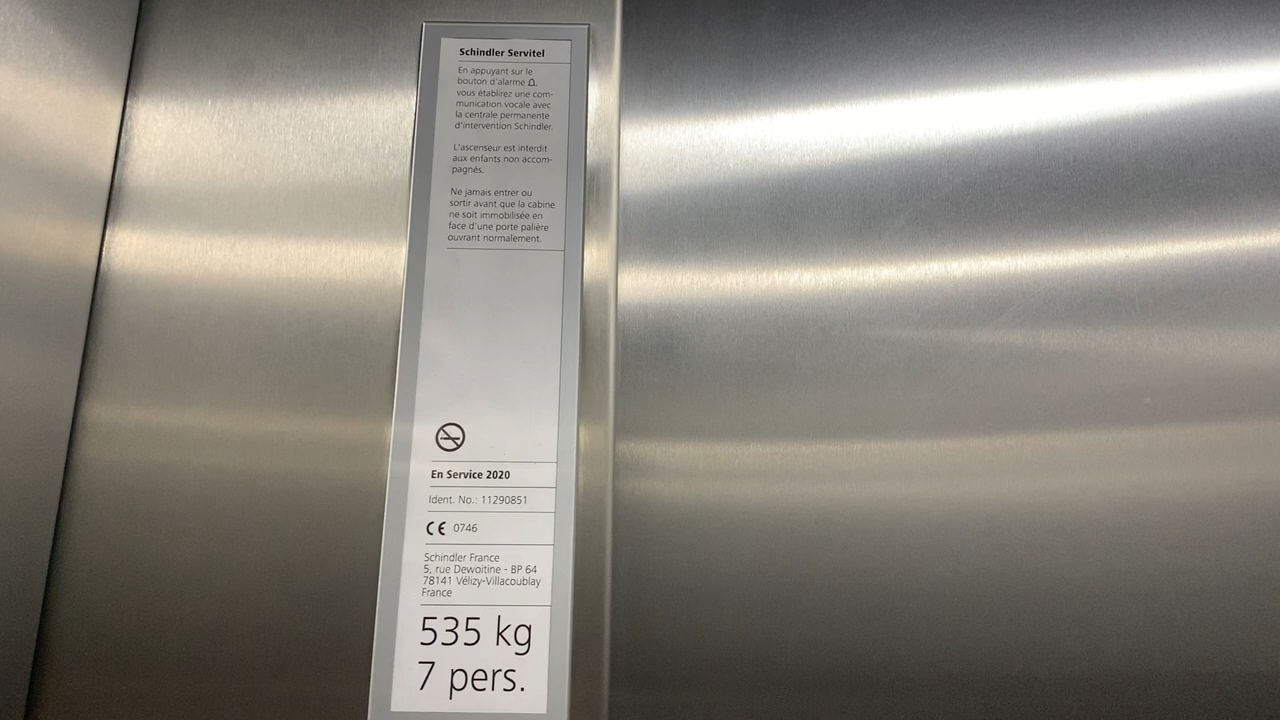 Schindler Servitel
En appuyant sur le
bouton d'alarme
vous établirez une com-
munication vocale avec
la centrale permanente
d'intervention Schindler.
L'ascenseur est interdit
aux enfants non accom-
pagnés.
Ne jamais entrer ou
sortir avant que la cabine
ne soit immobilisée en
face d'une porte palière
ouvrant normalement.
En Service 2020
Ident. No.: 11290851
CE 0746
Schindler France
5, rue Dewoitine - BP 64
78141 Vélizy-Villacoublay
France
535 kg
7 pers.